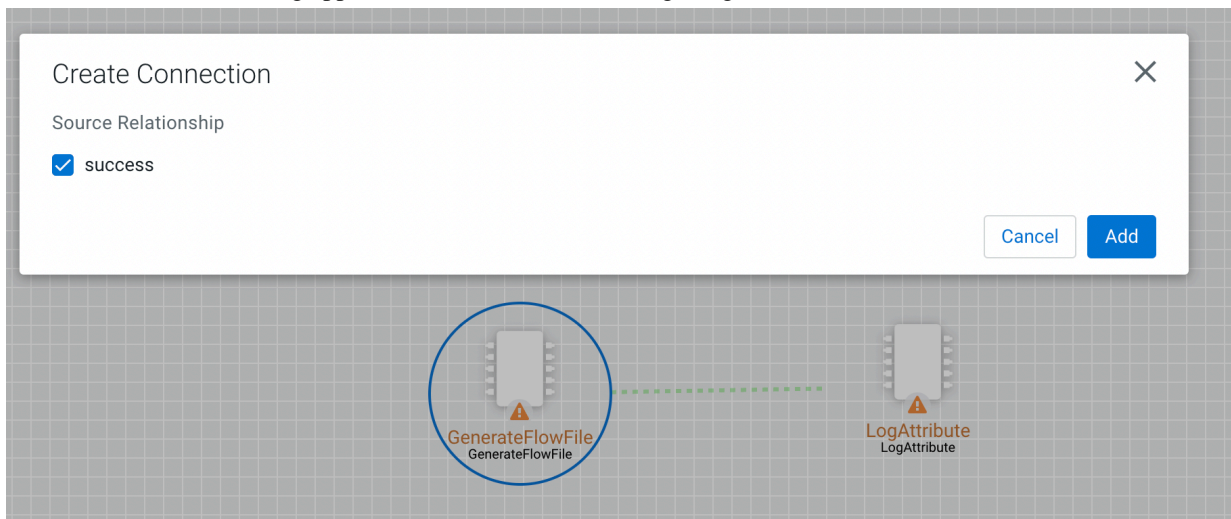 Create Connection
Source Relationship
success
Cancel
Add
GenerateFlowFile
GenerateFlowFile
LogAttribute
LogAttribute